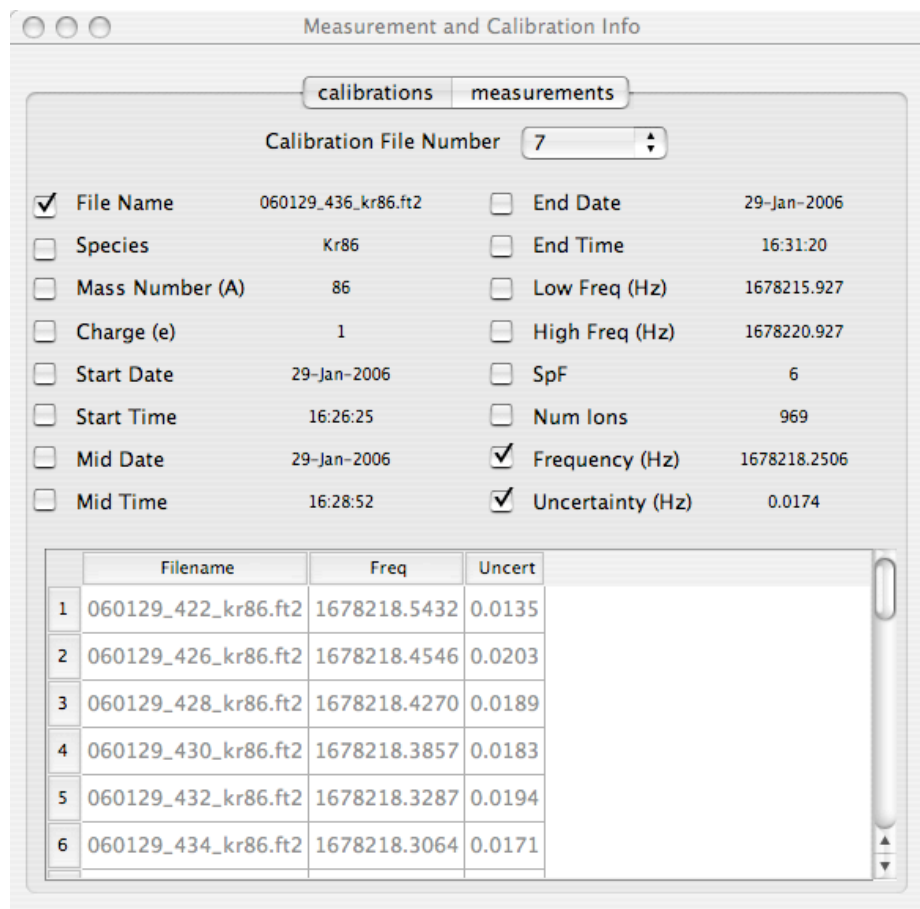 Measurement and Calibration Info
calibrations measurements
Calibration File Number 7
File Name 060129_436_kr86.ft2 End Date 29-Jan-2006
Species Kr86 End Time 16:31:20
Mass Number (A) 86 Low Freq (Hz) 1678215.927
Charge (e) 1 High Freq (Hz) 1678220.927
Start Date 29-Jan-2006 SpF 6
Start Time 16:26:25 Num Ions 969
Mid Date 29-Jan-2006 Frequency (Hz) 1678218.2506
Mid Time 16:28:52 Uncertainty (Hz) 0.0174
Filename Freq Uncert
1 060129_422_kr86.ft2 1678218.5432 0.0135
2 060129_426_kr86.ft2 1678218.4546 0.0203
3 060129_428_kr86.ft2 1678218.4270 0.0189
4 060129_430_kr86.ft2 1678218.3857 0.0183
5 060129_432_kr86.ft2 1678218.3287 0.0194
6 060129_434_kr86.ft2 1678218.3064 0.0171